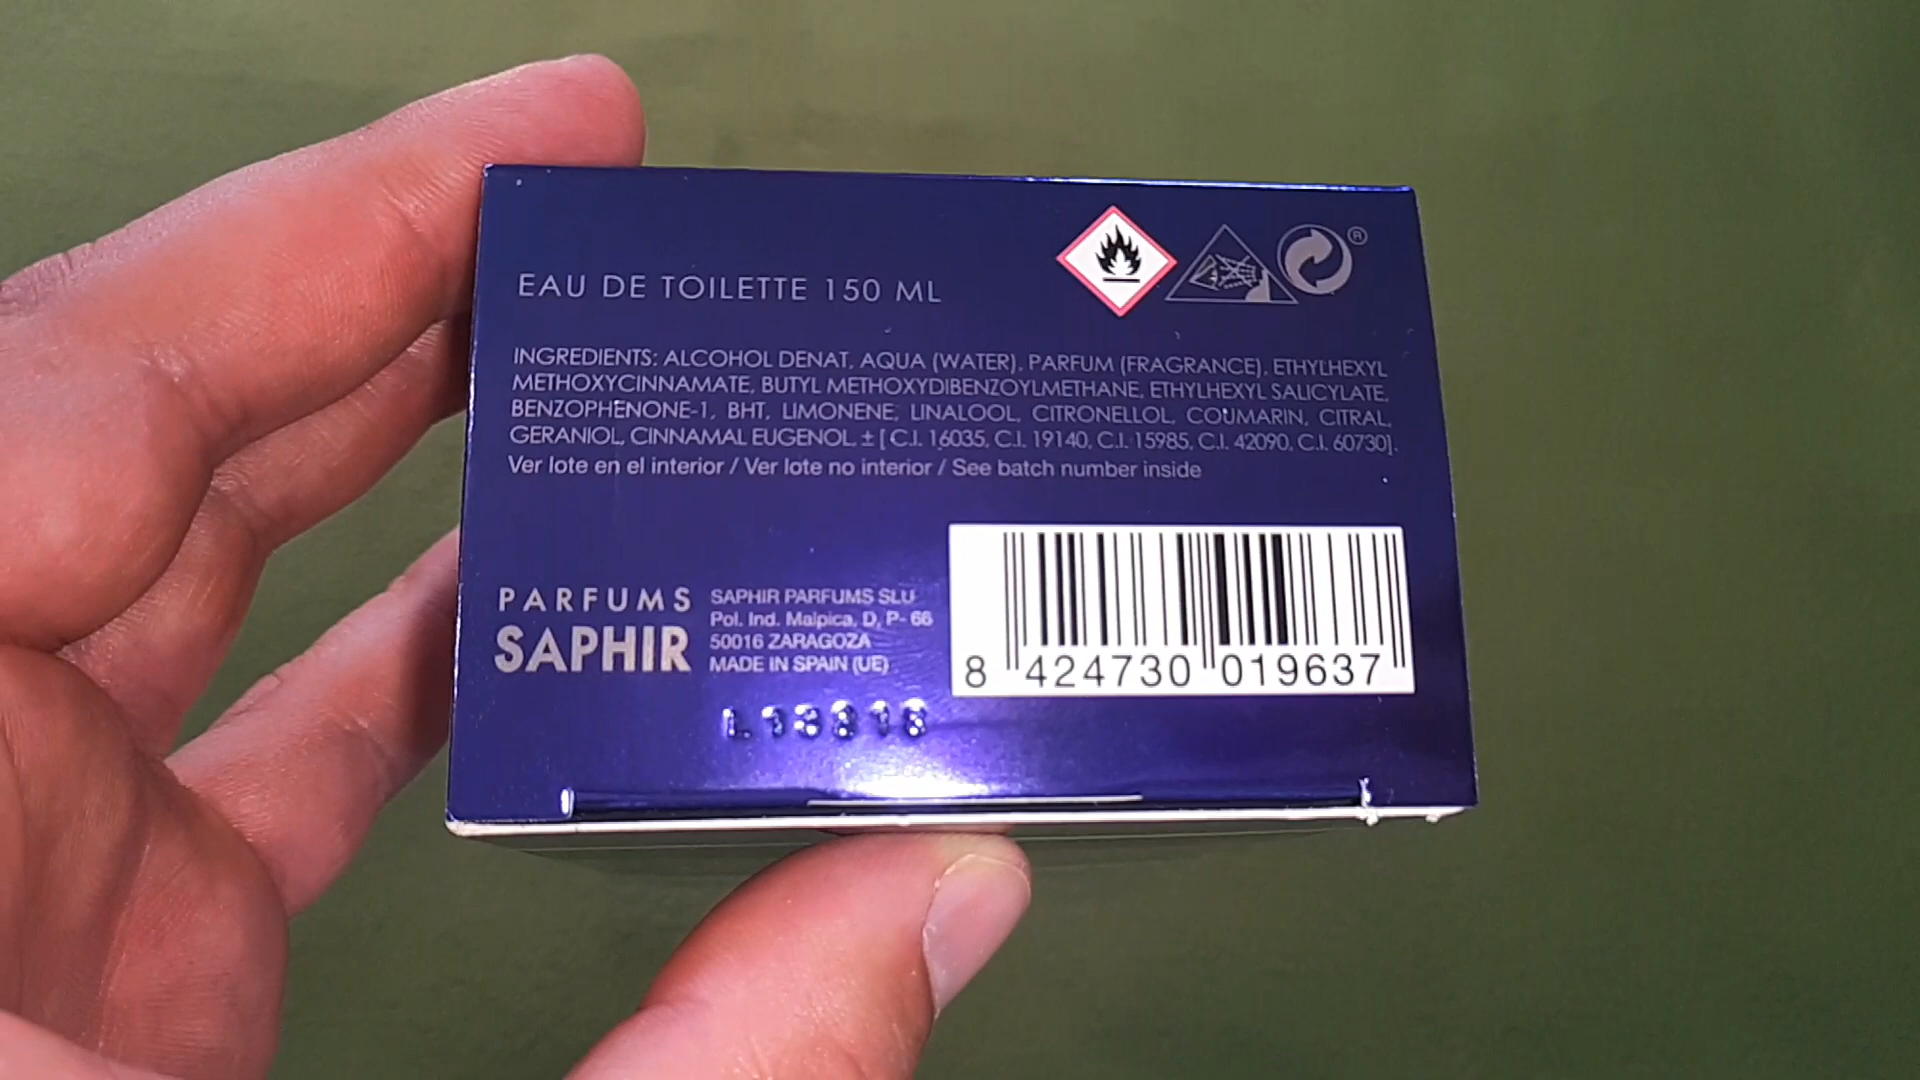 EAU DE TOILETTE 150 ML
®
INGREDIENTS: ALCOHOL DENAT, AQUA (WATER), PARFUM (FRAGRANCE), ETHYLHEXYL
METHOXYCINNAMATE, BUTYL METHOXYDIBENZOYLMETHANE, ETHYLHEXYL SALICYLATE,
BENZOPHENONE-1, BHT, LIMONENE, LINALOOL, CITRONELLOL, COUMARIN, CITRAL,
GERANIOL, CINNAMAL EUGENOL. ± [ C.I. 16035, C.I. 19140, C.I. 15985, C.I. 42090, C.I. 60730].
Ver lote en el interior / Ver lote no interior / See batch number inside
PARFUMS
SAPHIR
SAPHIR PARFUMS SLU
Pol. Ind. Malpica, D, P- 66
50016 ZARAGOZA
MADE IN SPAIN (UE)
8 424730 019637